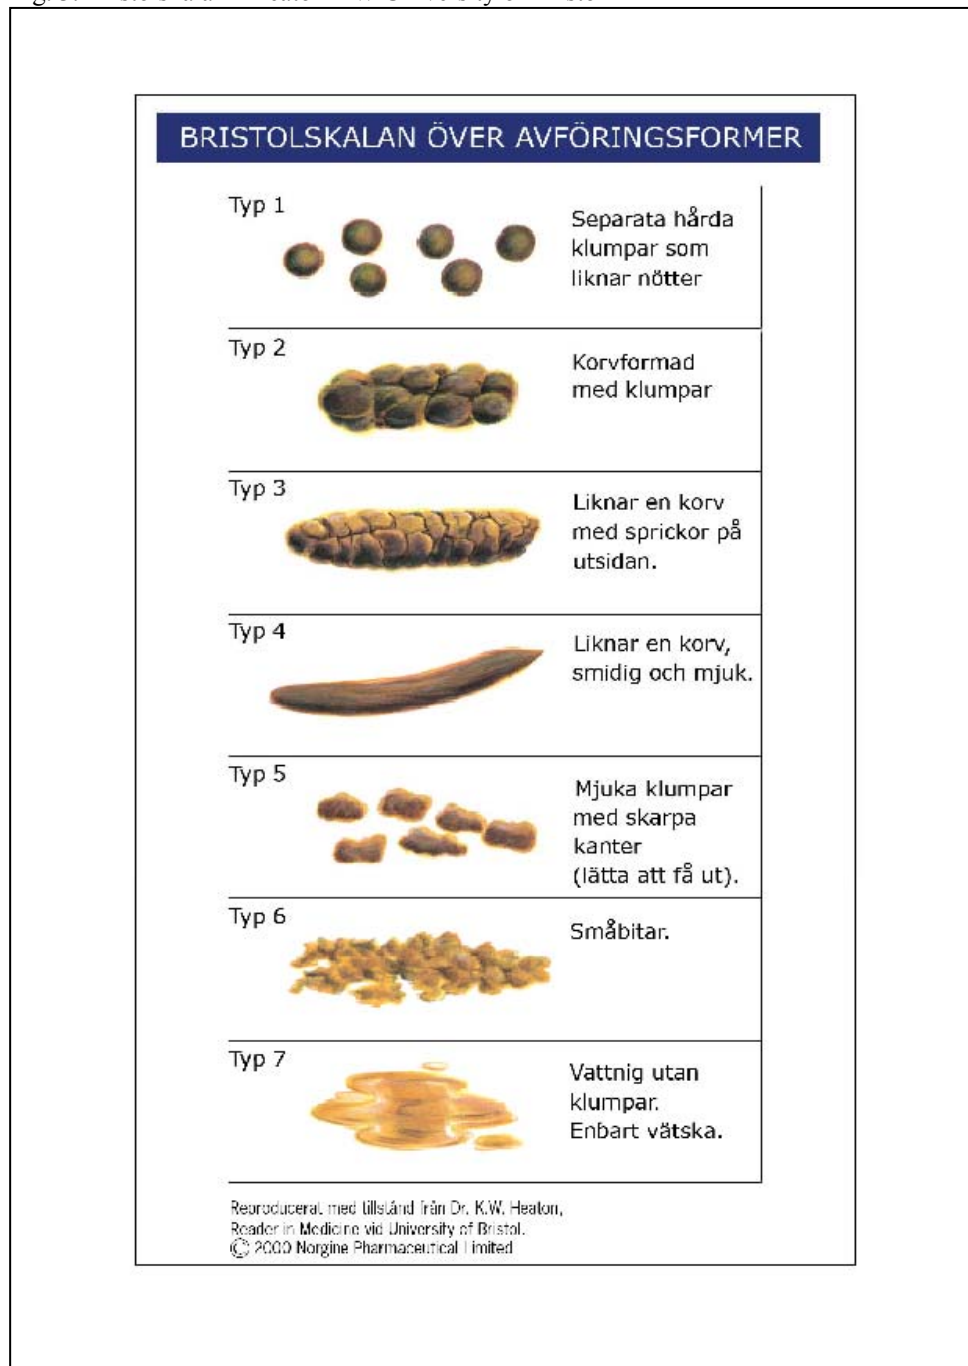 BRISTOLSKALAN ÖVER AVFÖRINGSFORMER
Typ 1
Separata hårda
klumpar som
liknar nötter
Typ 2
Korvformad
med klumpar
Typ 3
Liknar en korv
med sprickor på
utsidan.
Typ 4
Liknar en korv,
smidig och mjuk.
Typ 5
Mjuka klumpar
med skarpa
kanter
(lätta att få ut).
Typ 6
Småbitar.
Typ 7
Vattnig utan
klumpar.
Enbart vätska.
Reproducerat med tillstånd från Dr. K.W. Heaton,
Reader in Medicine vid University of Bristol.
© 2000 Norgine Pharmaceutical Limited